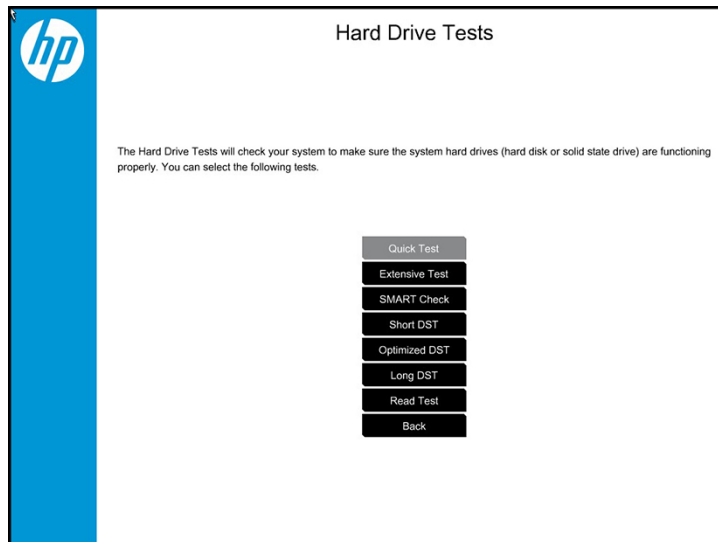 hp
Hard Drive Tests
The Hard Drive Tests will check your system to make sure the system hard drives (hard disk or solid state drive) are functioning
properly. You can select the following tests.
Quick Test
Extensive Test
SMART Check
Short DST
Optimized DST
Long DST
Read Test
Back